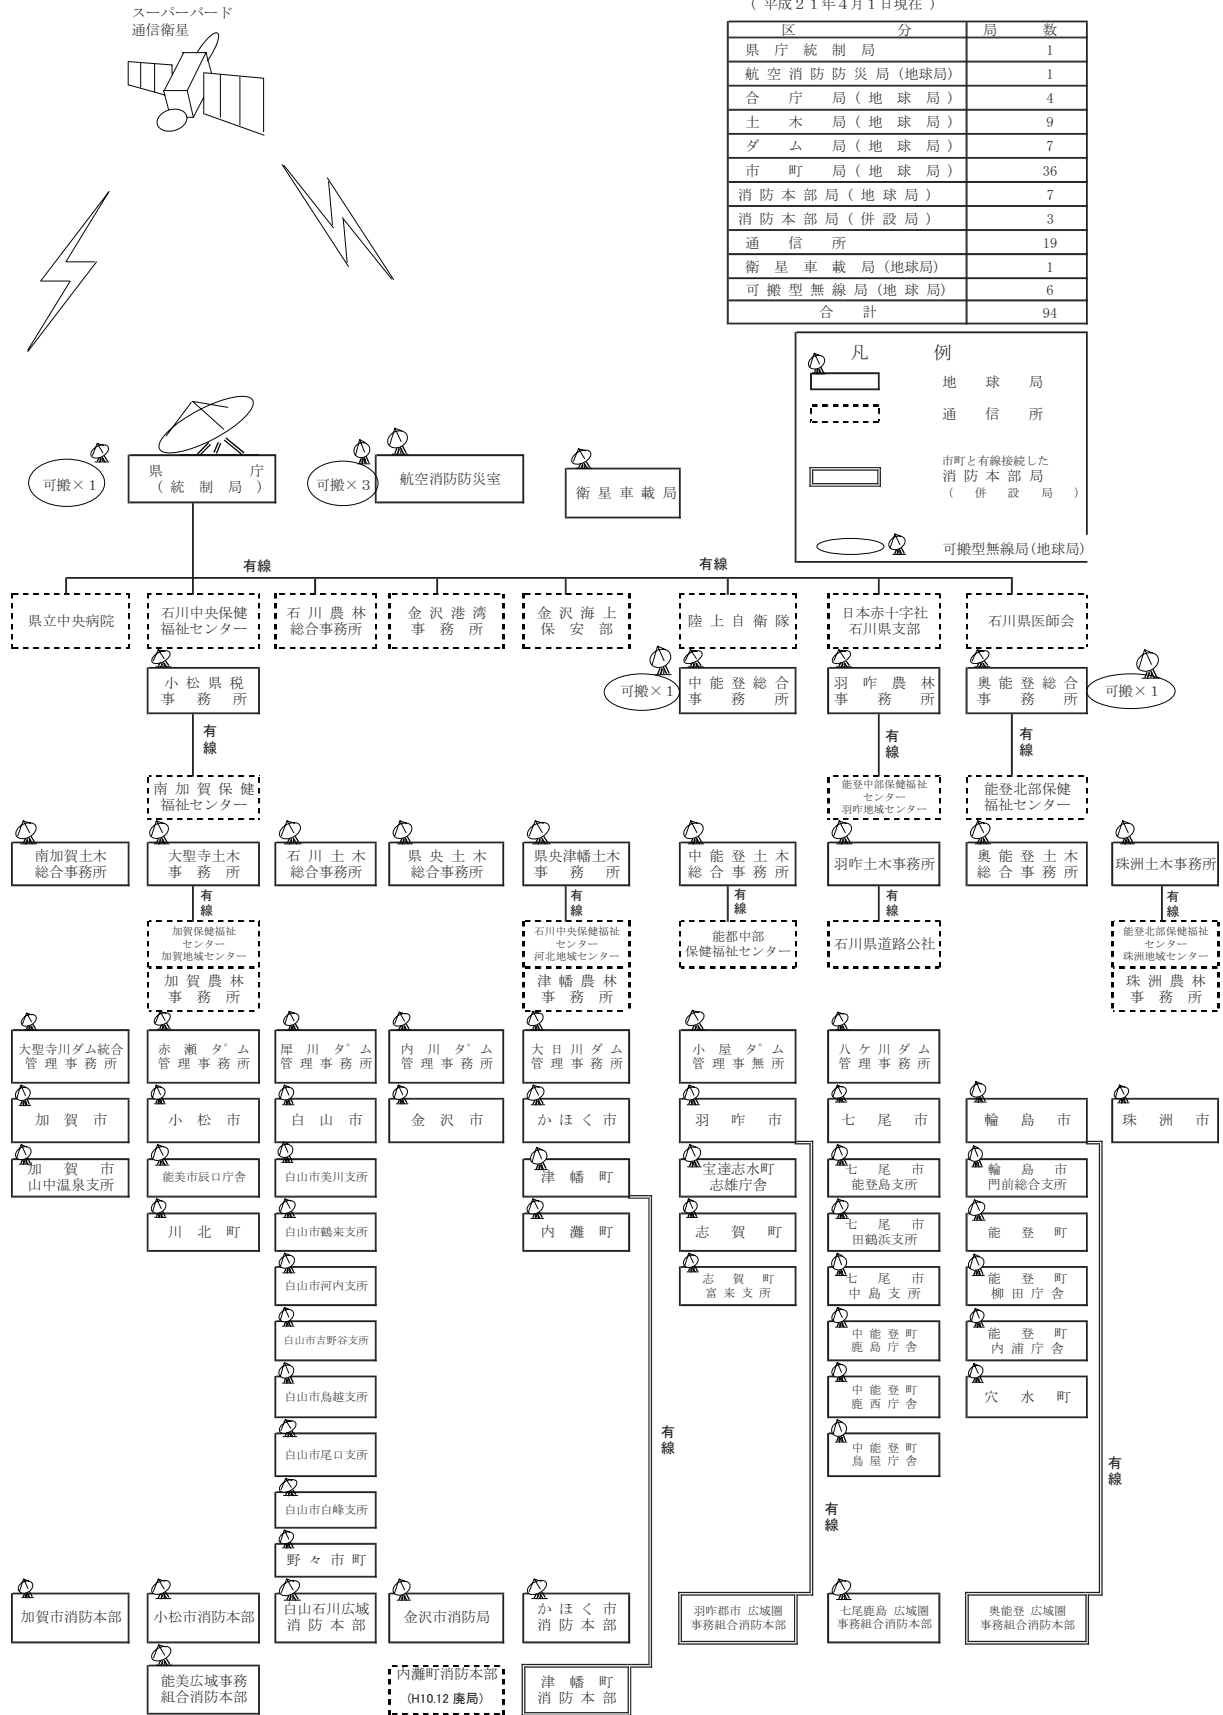 スーパーバード
通信衛星
( 平成21年4月1日現在 )
区 分 局 数
県庁統制局 1
航空消防防災局(地球局) 1
合庁局(地球局) 4
土木局(地球局) 9
ダム局(地球局) 7
市町局(地球局) 36
消防本部局(地球局) 7
消防本部局(併設局) 3
通信所 19
衛星車載局(地球局) 1
可搬型無線局(地球局) 6
合計 94
凡 例
地球局
通信所
市町と有線接続した
消防本部局
( 併設局 )
可搬型無線局(地球局)
可搬×1
県庁
(統制局)
可搬×3
航空消防防災室
衛星車載局
有線
有線
県立中央病院
石川中央保健
福祉センター
石川農林
総合事務所
金沢港湾
事務所
金沢海上
保安部
陸上自衛隊
日本赤十字社
石川県支部
石川県医師会
小松県税
事務所
可搬×1
中能登総合
事務所
羽咋農林
事務所
奥能登総合
事務所
可搬×1
有線
有線
有線
南加賀保健
福祉センター
能登中部保健福祉
センター
羽咋地域センター
能登北部保健
福祉センター
南加賀土木
総合事務所
大聖寺土木
事務所
石川土木
総合事務所
県央土木
総合事務所
県央津幡土木
事務所
中能登土木
総合事務所
羽咋土木事務所
奥能登土木
総合事務所
珠洲土木事務所
有線
有線
有線
有線
有線
加賀保健福祉
センター
加賀地域センター
石川中央保健福祉
センター
河北地域センター
能都中部
保健福祉センター
石川県道路公社
能登北部保健福祉
センター
珠洲地域センター
加賀農林
事務所
津幡農林
事務所
珠洲農林
事務所
大聖寺川ダム統合
管理事務所
赤瀬ダム
管理事務所
犀川ダム
管理事務所
内川ダム
管理事務所
大日川ダム
管理事務所
小屋ダム
管理事無所
八ケ川ダム
管理事務所
加賀市
小松市
白山市
金沢市
かほく市
羽咋市
七尾市
輪島市
珠洲市
加賀市
山中温泉支所
能美市辰口庁舎
白山市美川支所
津幡町
宝達志水町
志雄庁舎
七尾市
能登島支所
輪島市
門前総合支所
川北町
白山市鶴来支所
内灘町
志賀町
七尾市
田鶴浜支所
能登町
白山市河内支所
志賀町
富来支所
七尾市
中島支所
能登町
柳田庁舎
白山市吉野谷支所
中能登町
鹿島庁舎
能登町
内浦庁舎
白山市鳥越支所
中能登町
鹿西庁舎
穴水町
白山市尾口支所
有線
中能登町
鳥屋庁舎
有線
白山市白峰支所
有線
野々市町
加賀市消防本部
小松市消防本部
白山石川広域
消防本部
金沢市消防局
かほく市
消防本部
羽咋郡市 広域圏
事務組合消防本部
七尾鹿島 広域圏
事務組合消防本部
奥能登 広域圏
事務組合消防本部
能美広域事務
組合消防本部
内灘町消防本部
(H10.12 廃局)
津幡町
消防本部